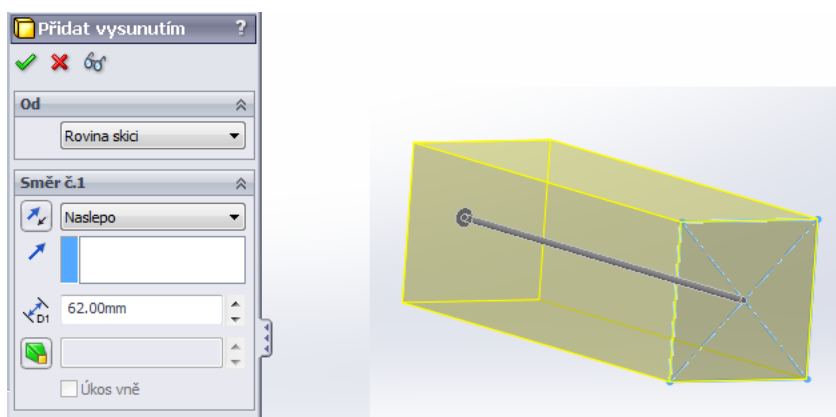 Přidat vysunutím ?
Od
Rovina skici
Směr č.1
Naslepo
D1
62.00mm
Úkos vně